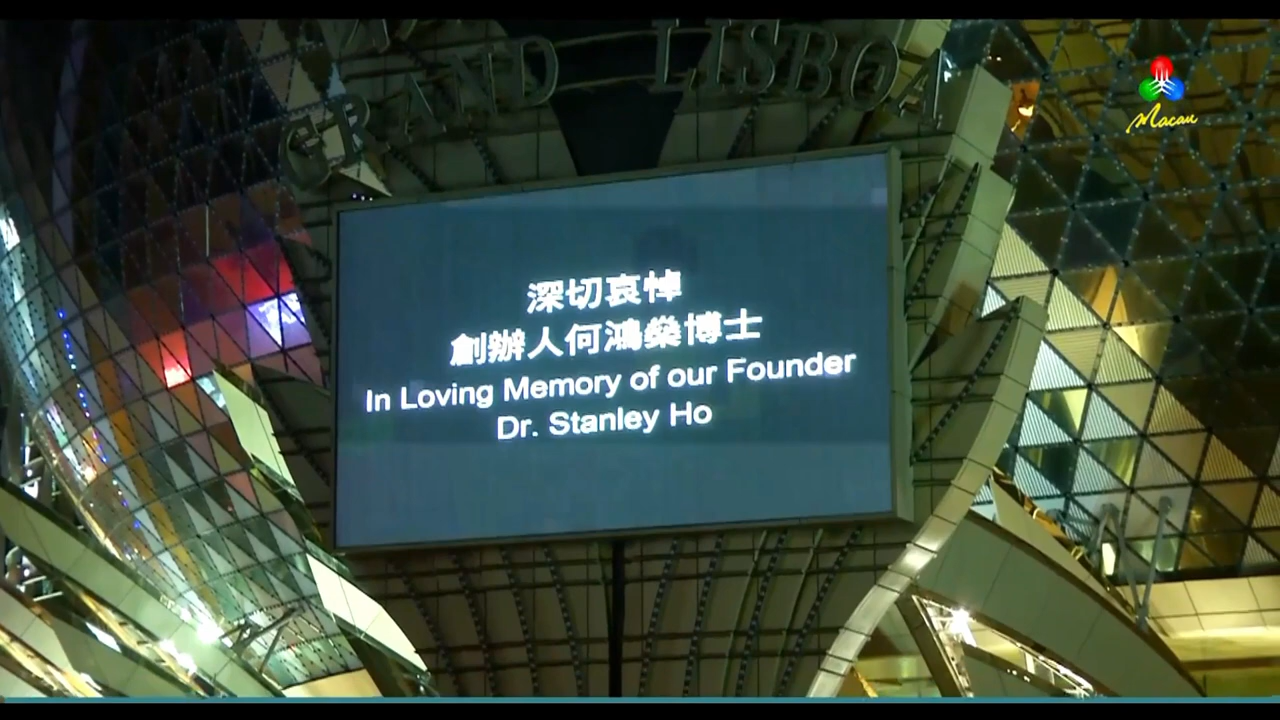 GRAND LISBOA
Macau
深切哀悼
創辦人何鴻燊博士
In Loving Memory of our Founder
Dr. Stanley Ho